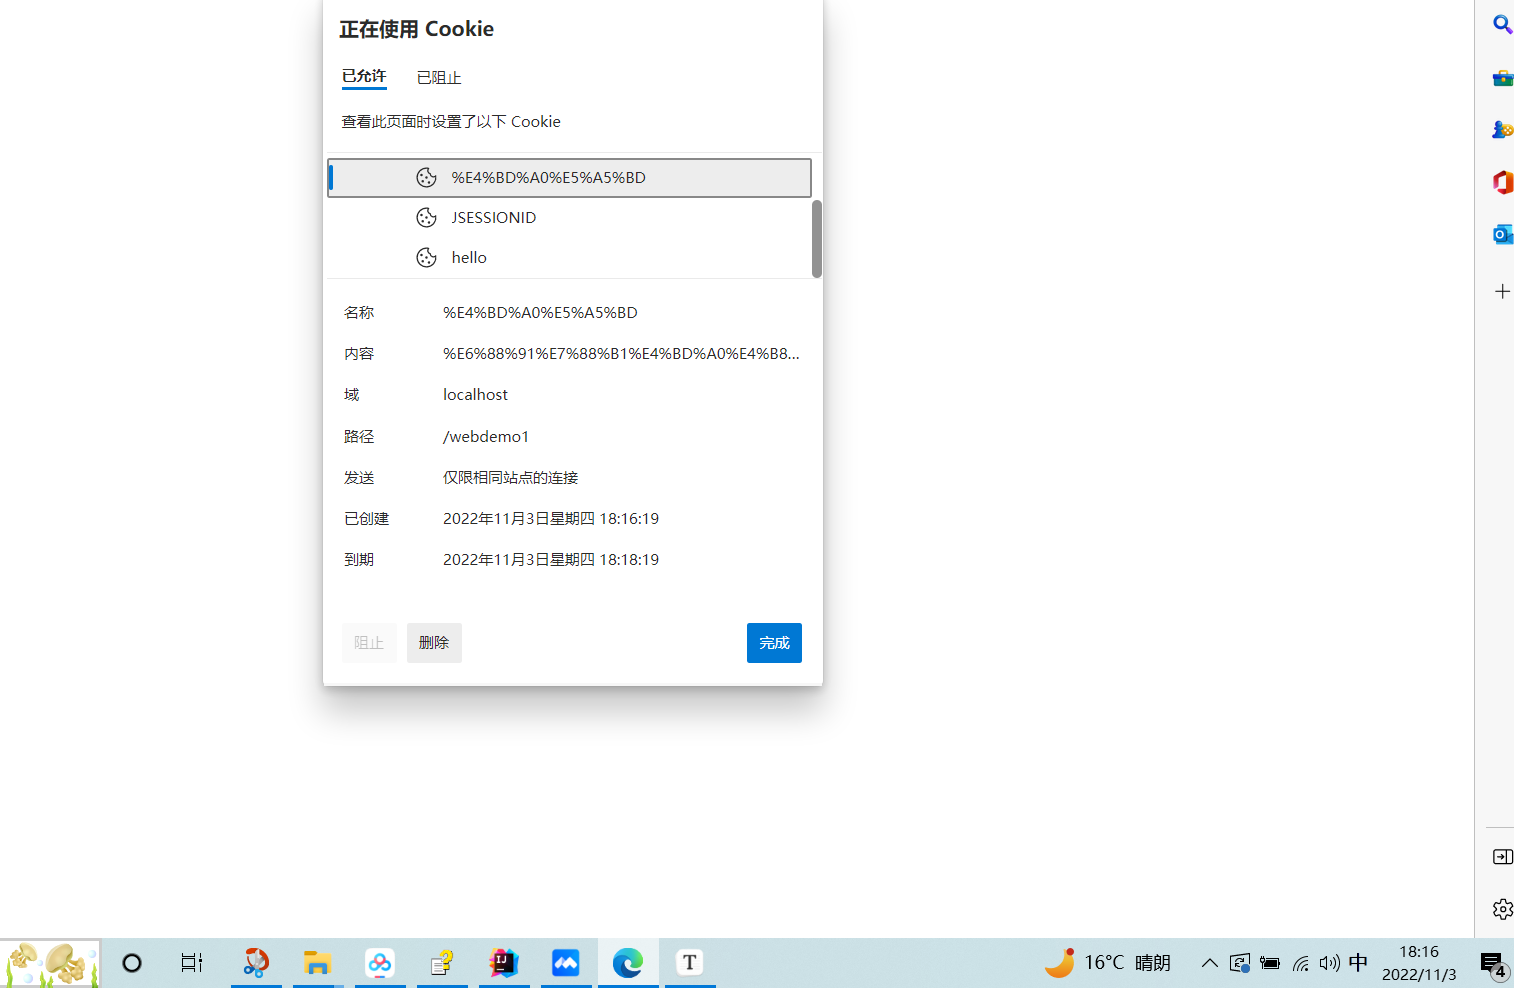 正在使用 Cookie
已允许 已阻止
查看此页面时设置了以下 Cookie
%E4%BD%A0%E5%A5%BD
JSESSIONID
hello
名称 %E4%BD%A0%E5%A5%BD
内容 %E6%88%91%E7%88%B1%E4%BD%A0%E4%B8...
域 localhost
路径 /webdemo1
发送 仅限相同站点的连接
已创建 2022年11月3日星期四 18:16:19
到期 2022年11月3日星期四 18:18:19
阻止 删除 完成
16°C 晴朗 中 18:16
2022/11/3
4